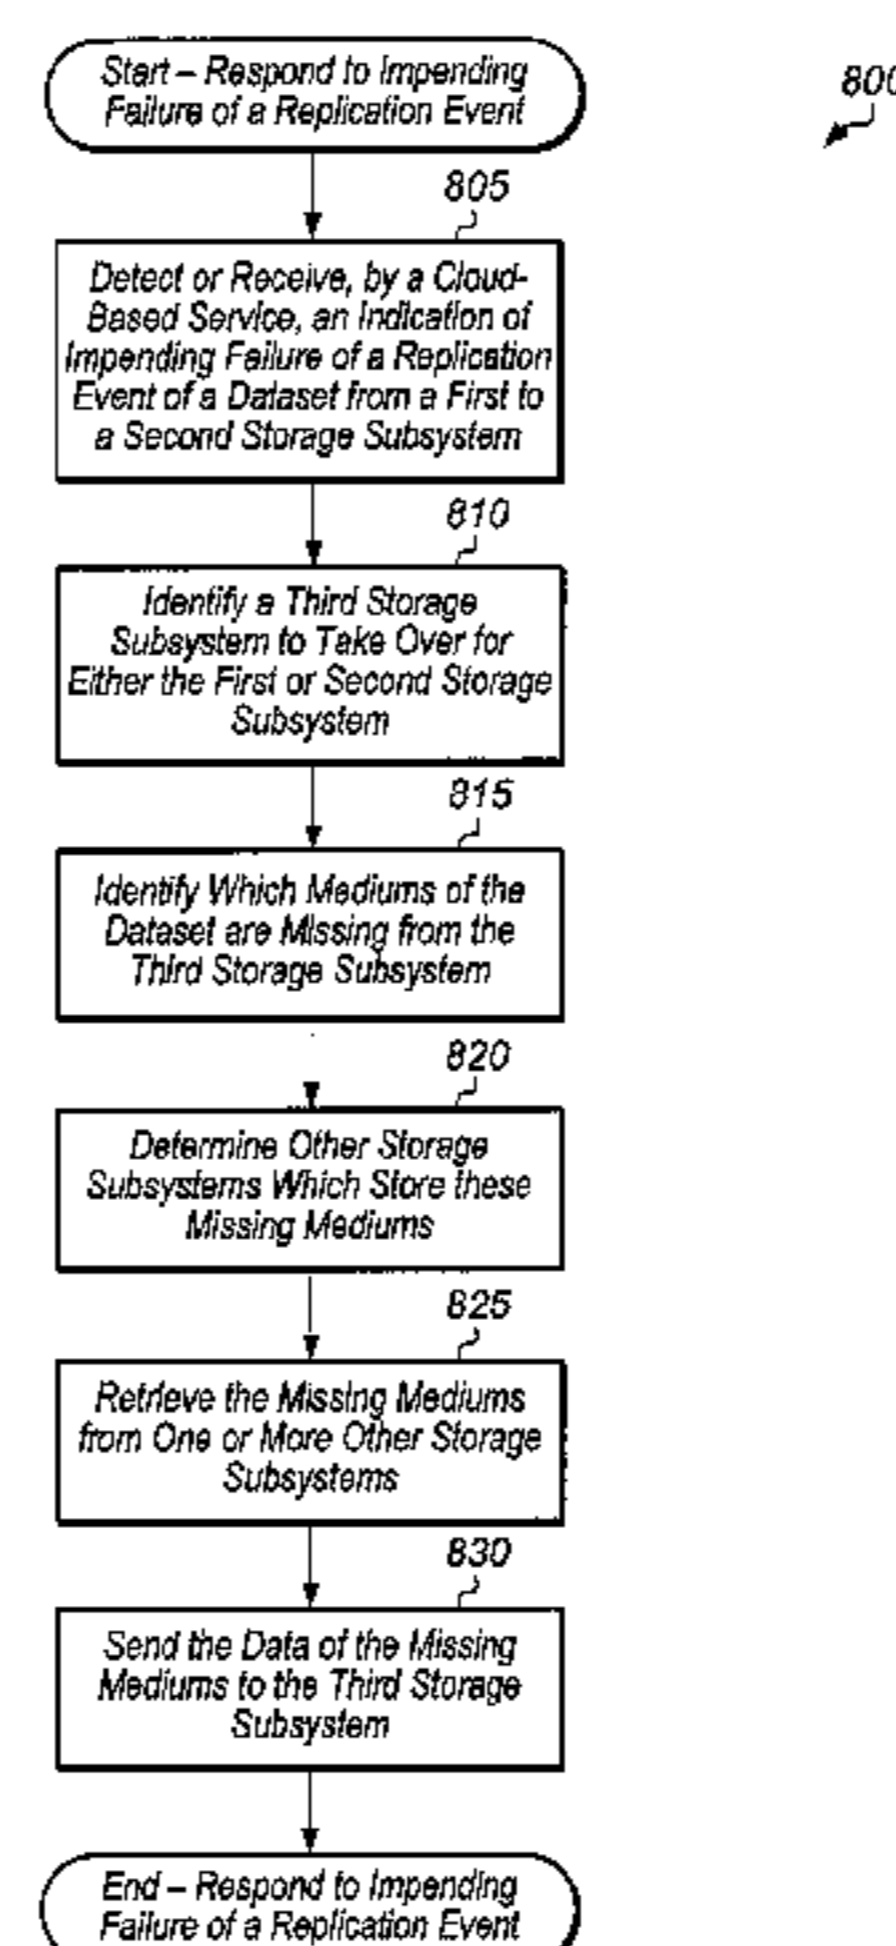 Start – Respond to Impending
Failure of a Replication Event
800
805
Detect or Receive, by a Cloud-
Based Service, an Indication of
Impending Failure of a Replication
Event of a Dataset from a First to
a Second Storage Subsystem
810
Identify a Third Storage
Subsystem to Take Over for
Either the First or Second Storage
Subsystem
815
Identify Which Mediums of the
Dataset are Missing from the
Third Storage Subsystem
820
Determine Other Storage
Subsystems Which Store these
Missing Mediums
825
Retrieve the Missing Mediums
from One or More Other Storage
Subsystems
830
Send the Data of the Missing
Mediums to the Third Storage
Subsystem
End – Respond to Impending
Failure of a Replication Event